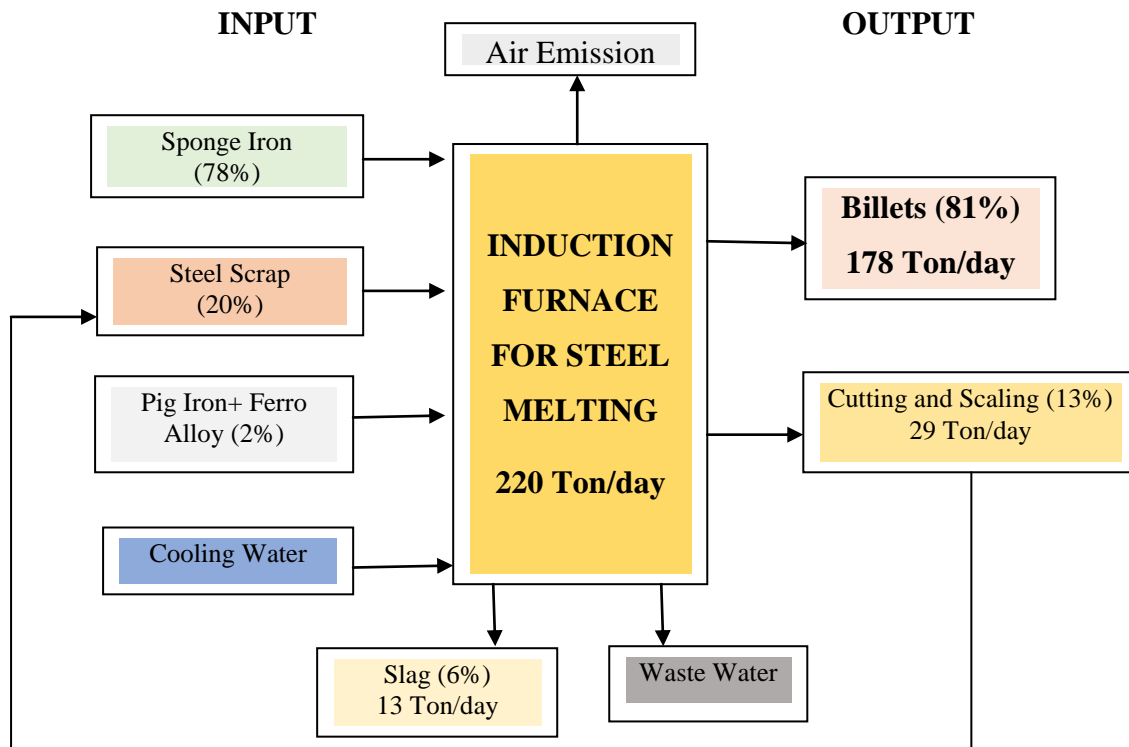 INPUT
OUTPUT
Air Emission
Sponge Iron
(78%)
Steel Scrap
(20%)
Pig Iron+ Ferro
Alloy (2%)
Cooling Water
INDUCTION
FURNACE
FOR STEEL
MELTING
220 Ton/day
Billets (81%)
178 Ton/day
Cutting and Scaling (13%)
29 Ton/day
Slag (6%)
13 Ton/day
Waste Water